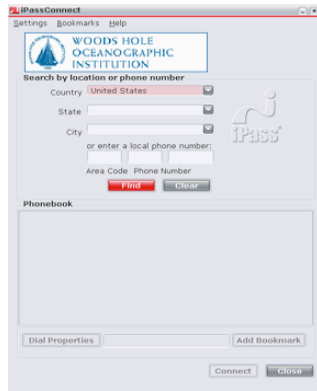 iPassConnect
Settings Bookmarks Help
WOODS HOLE
OCEANOGRAPHIC
INSTITUTION
Search by location or phone number
Country United States
State
City
iPass
or enter a local phone number:
Area Code Phone Number
Find Clear
Phonebook
Dial Properties Add Bookmark
Connect Close